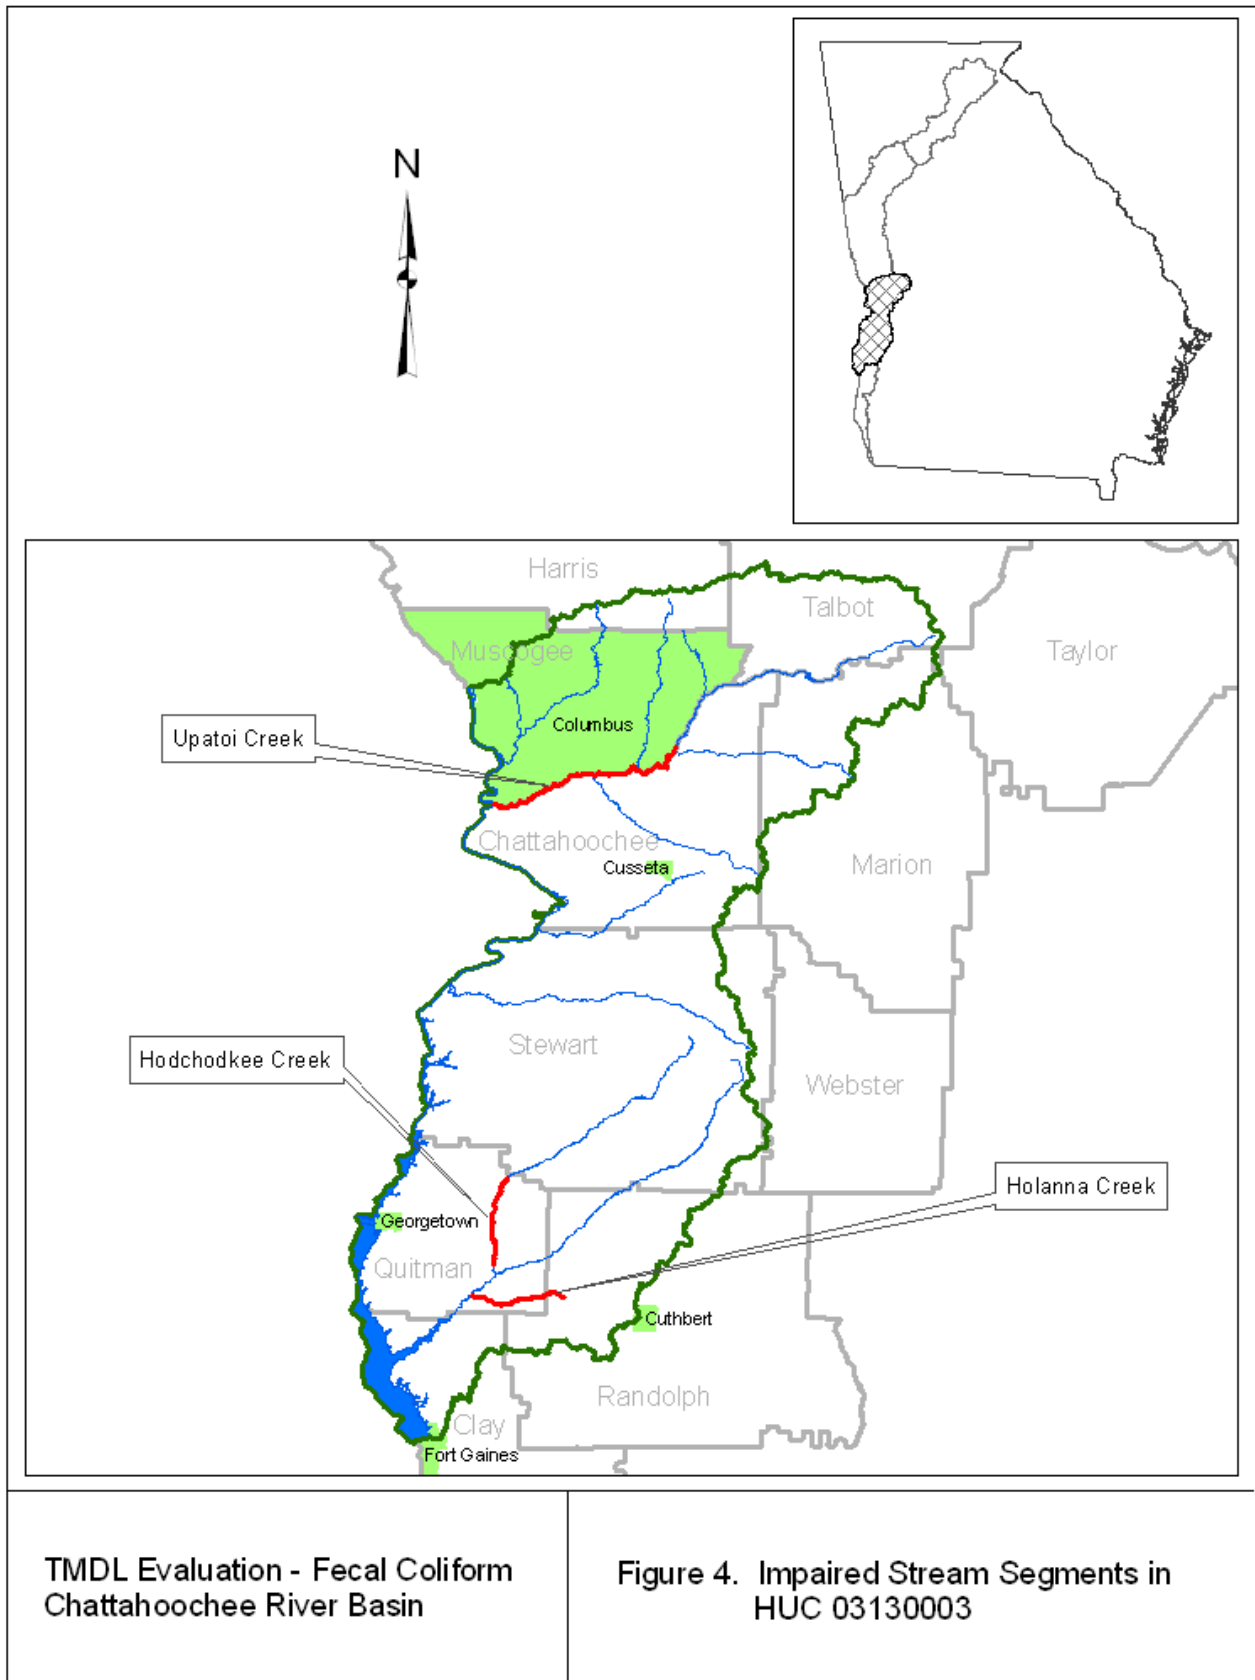 N
Harris
Talbot
Muscogee
Taylor
Columbus
Upatoi Creek
Chattahoochee
Cusseta
Marion
Stewart
Hodchodkee Creek
Webster
Holanna Creek
Georgetown
Quitman
Cuthbert
Randolph
Clay
Fort Gaines
TMDL Evaluation - Fecal Coliform
Chattahoochee River Basin
Figure 4. Impaired Stream Segments in
HUC 03130003